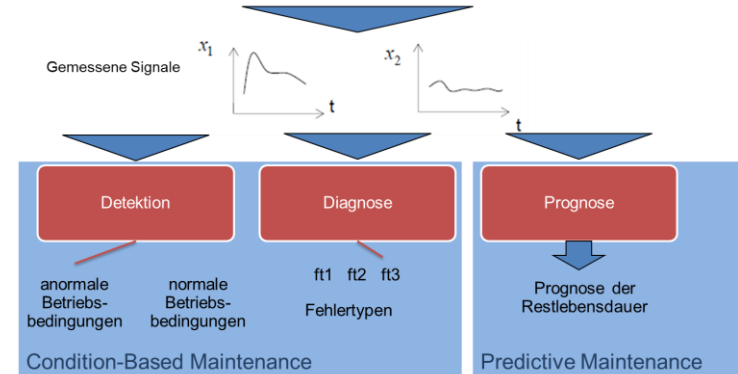 Gemessene Signale
x1
t
x2
t
Detektion
Diagnose
Prognose
anormale
Betriebs-
bedingungen
normale
Betriebs-
bedingungen
ft1 ft2 ft3
Fehlertypen
Prognose der
Restlebensdauer
Condition-Based Maintenance
Predictive Maintenance